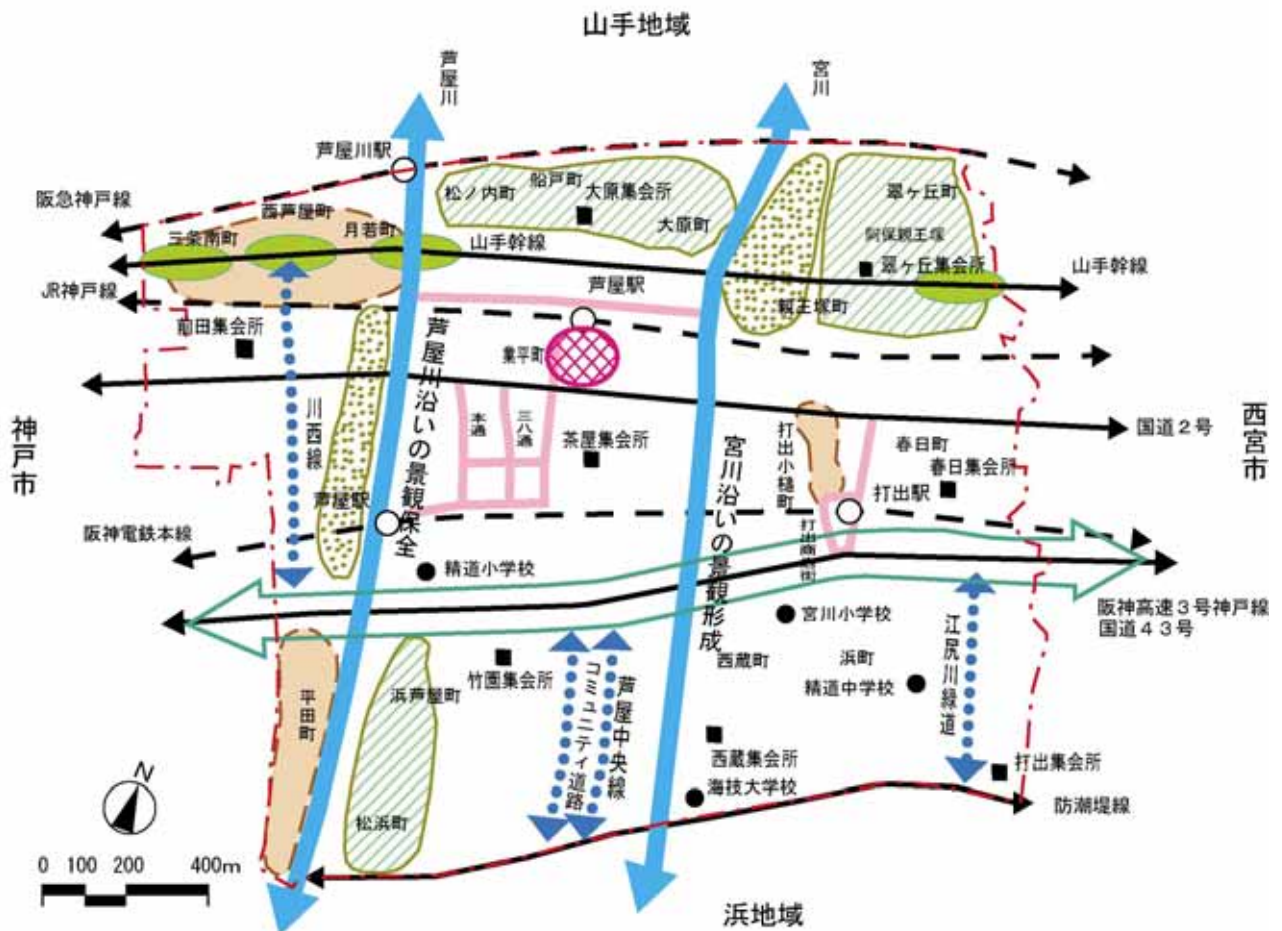 山手地域
芦屋川
宮川
芦屋川駅
阪急神戸線
松ノ内町
船戸町
大原集会所
大原町
翠ヶ丘町
阿保親王塚
翠ヶ丘集会所
西芦屋町
三条南町
月若町
山手幹線
山手幹線
JR神戸線
芦屋駅
親王塚町
前田集会所
業平町
芦屋川沿いの景観保全
宮川沿いの景観形成
川西線
神戸市
西宮市
国道2号
本通
三八通
茶屋集会所
打出小槌町
春日町
春日集会所
打出駅
芦屋駅
阪神電鉄本線
打出商店街
精道小学校
宮川小学校
阪神高速3号神戸線
国道43号
西蔵町
浜町
精道中学校
江尻川緑道
平田町
浜芦屋町
竹園集会所
コミュニティ道路
芦屋中央線
西蔵集会所
海技大学校
打出集会所
防潮堤線
松浜町
N
0 100 200 400m
浜地域